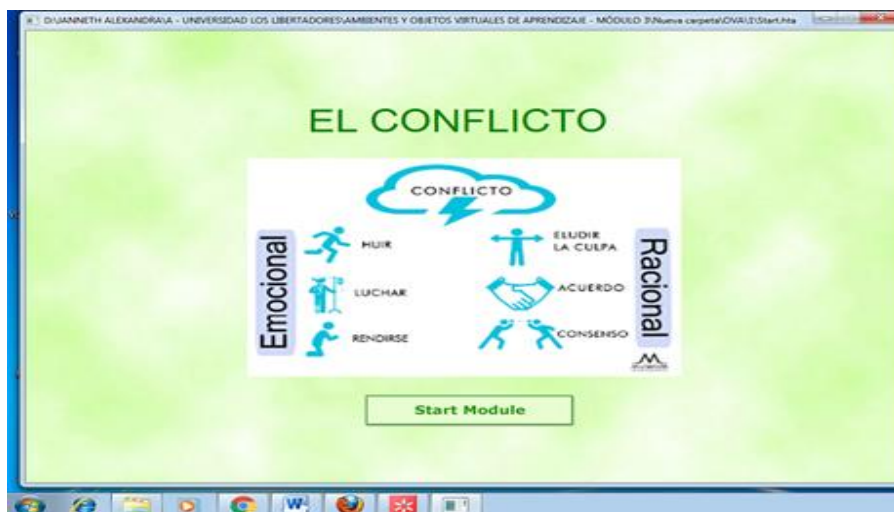 D:\JANNETH ALEXANDRA\A - UNIVERSIDAD LOS LIBERTADORES\AMBIENTES Y OBJETOS VIRTUALES DE APRENDIZAJE - MÓDULO 3\Nueva carpeta\OVA\1\Start.hta
EL CONFLICTO
CONFLICTO
Emocional
HUIR
LUCHAR
RENDIRSE
ELUDIR
LA CULPA
ACUERDO
CONSENSO
Racional
Start Module